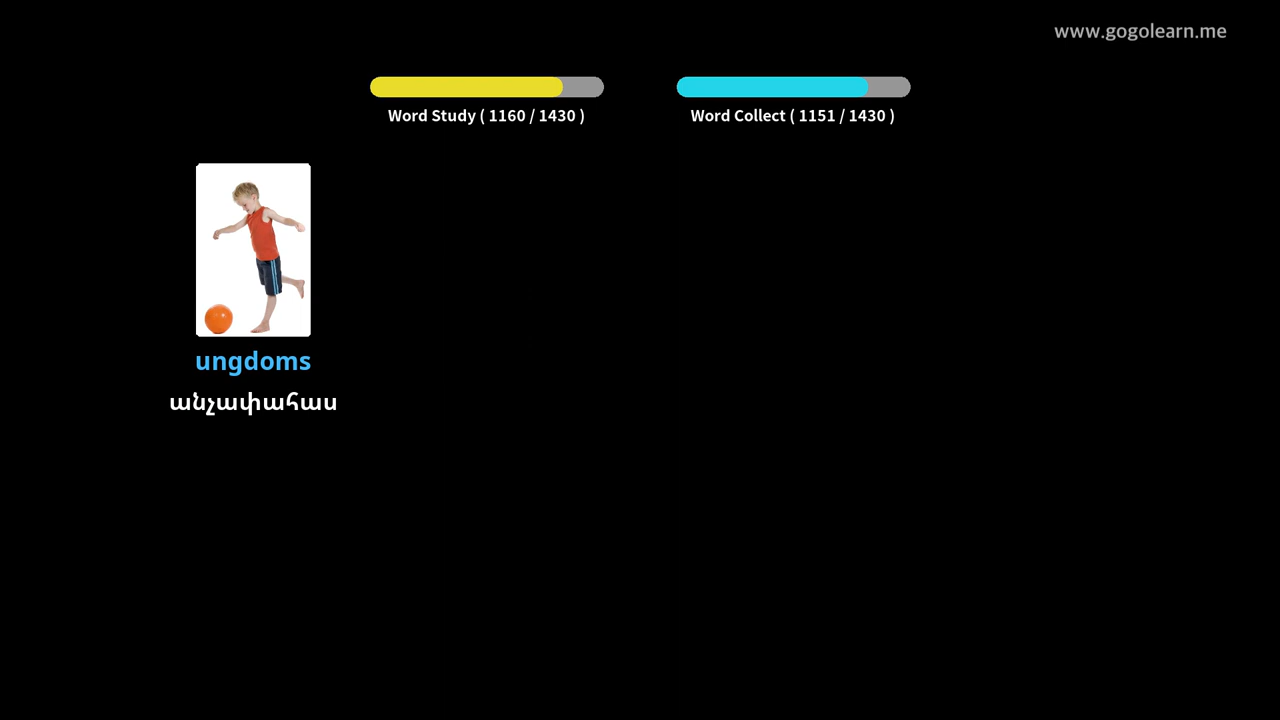 www.gogolearn.me
Word Study ( 1160 / 1430 )
Word Collect ( 1151 / 1430 )
ungdoms
անչափահաս